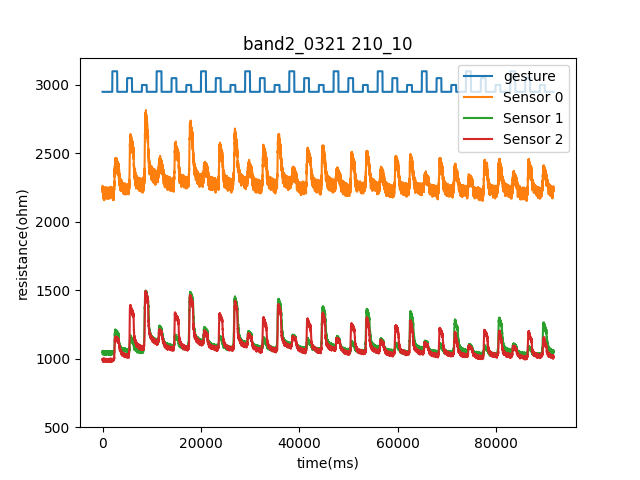 band2_0321 210_10
gesture
Sensor 0
Sensor 1
Sensor 2
resistance(ohm)
3000
2500
2000
1500
1000
500
0
20000
40000
60000
80000
time(ms)